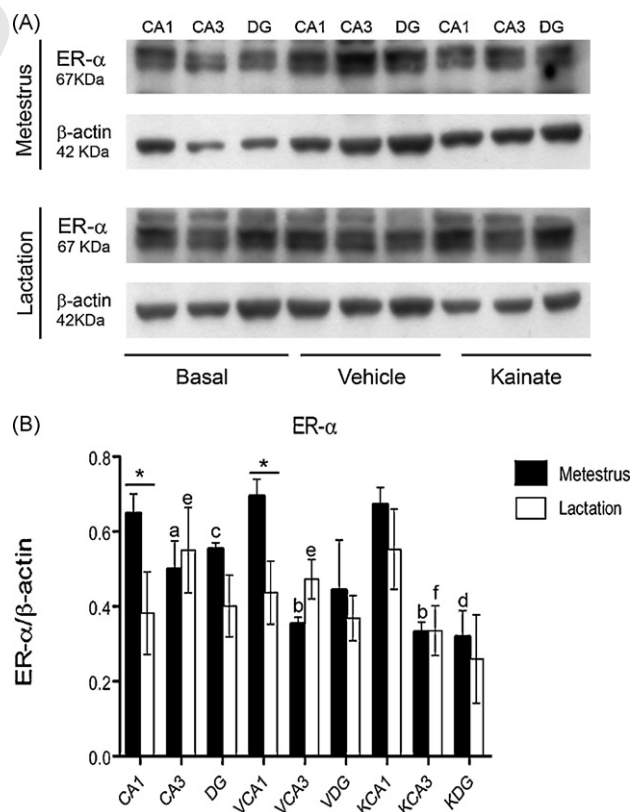 (A)
CA1 CA3 DG CA1 CA3 DG CA1 CA3 DG
Metestrus
ER-α
67KDa
β-actin
42 KDa
Lactation
ER-α
67 KDa
β-actin
42KDa
Basal Vehicle Kainate
(B)
ER-α
Metestrus
Lactation
ER-α/β-actin
0.8
0.6
0.4
0.2
0.0
* a e c * b e b f d
CA1 CA3 DG VCA1 VCA3 VDG KCA1 KCA3 KDG